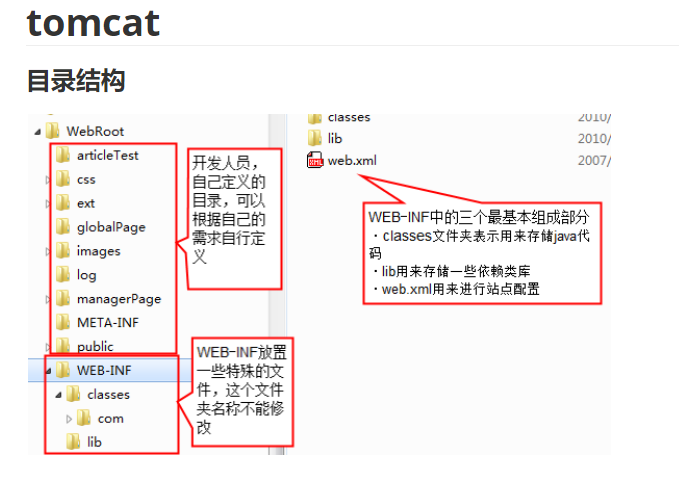 tomcat
目录结构
WebRoot
articleTest
css
ext
globalPage
images
log
managerPage
META-INF
public
WEB-INF
classes
com
lib
开发人员，
自己定义的
目录，可以
根据自己的
需求自行定
义
WEB-INF放置
一些特殊的文
件，这个文件
夹名称不能修
改
classes 2010/
lib 2010/
web.xml 2007/
WEB-INF中的三个最基本组成部分
·classes文件夹表示用来存储java代
码
·lib用来存储一些依赖类库
·web.xml用来进行站点配置